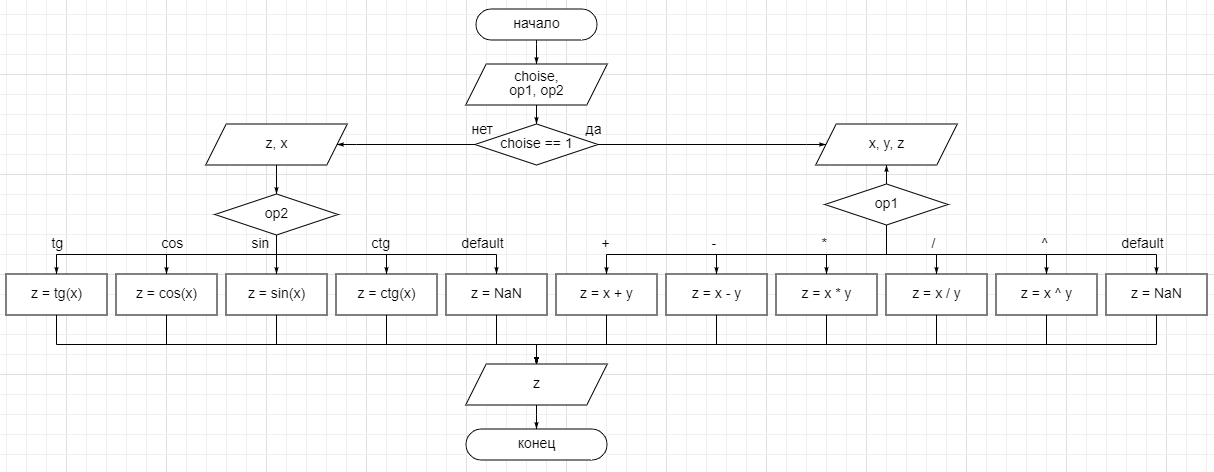 начало
choise,
op1, op2
нет
да
choise == 1
z, x
x, y, z
op2
op1
tg
cos
sin
ctg
default
+
-
*
/
^
default
z = tg(x)
z = cos(x)
z = sin(x)
z = ctg(x)
z = NaN
z = x + y
z = x - y
z = x * y
z = x / y
z = x ^ y
z = NaN
z
конец